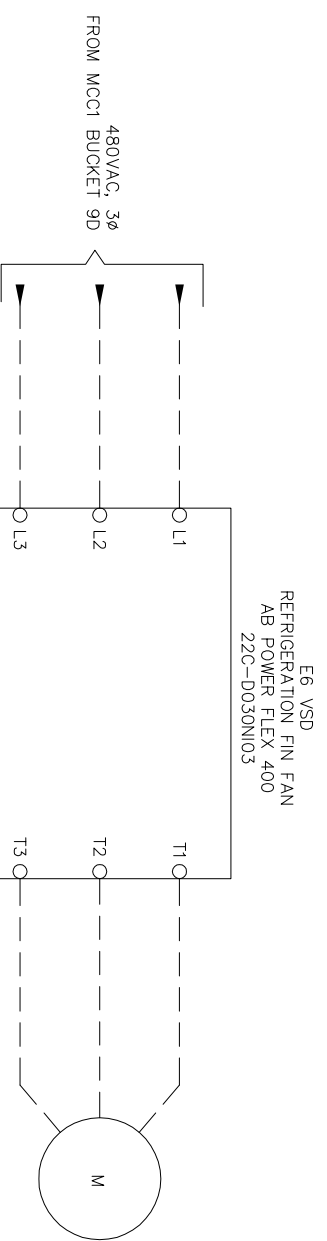 E6 VSD
REFRIGERATION FIN FAN
AB POWER FLEX 400
22C-D030N103
480VAC, 3Ø
FROM MCC1 BUCKET 9D
L1
T1
L2
T2
M
L3
T3